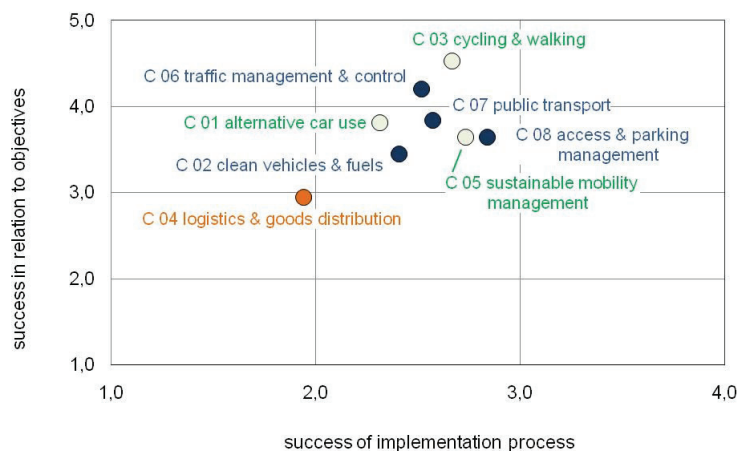 5,0
C 03 cycling & walking
C 06 traffic management & control
4,0
C 07 public transport
C 01 alternative car use
C 08 access & parking
management
C 02 clean vehicles & fuels
C 05 sustainable mobility
management
3,0
C 04 logistics & goods distribution
2,0
1,0
success in relation to objectives
1,0
2,0
3,0
4,0
success of implementation process